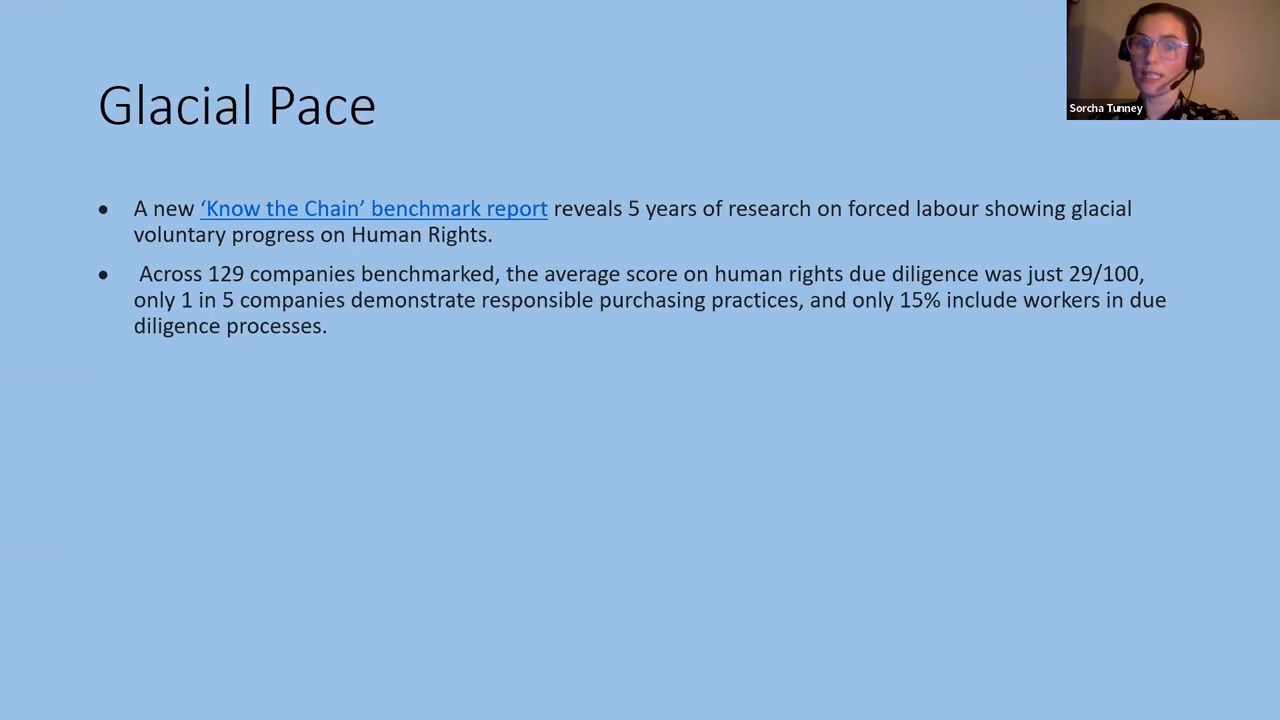 Glacial Pace
Sorcha Tunney
• A new ‘Know the Chain’ benchmark report reveals 5 years of research on forced labour showing glacial
voluntary progress on Human Rights.
• Across 129 companies benchmarked, the average score on human rights due diligence was just 29/100,
only 1 in 5 companies demonstrate responsible purchasing practices, and only 15% include workers in due
diligence processes.